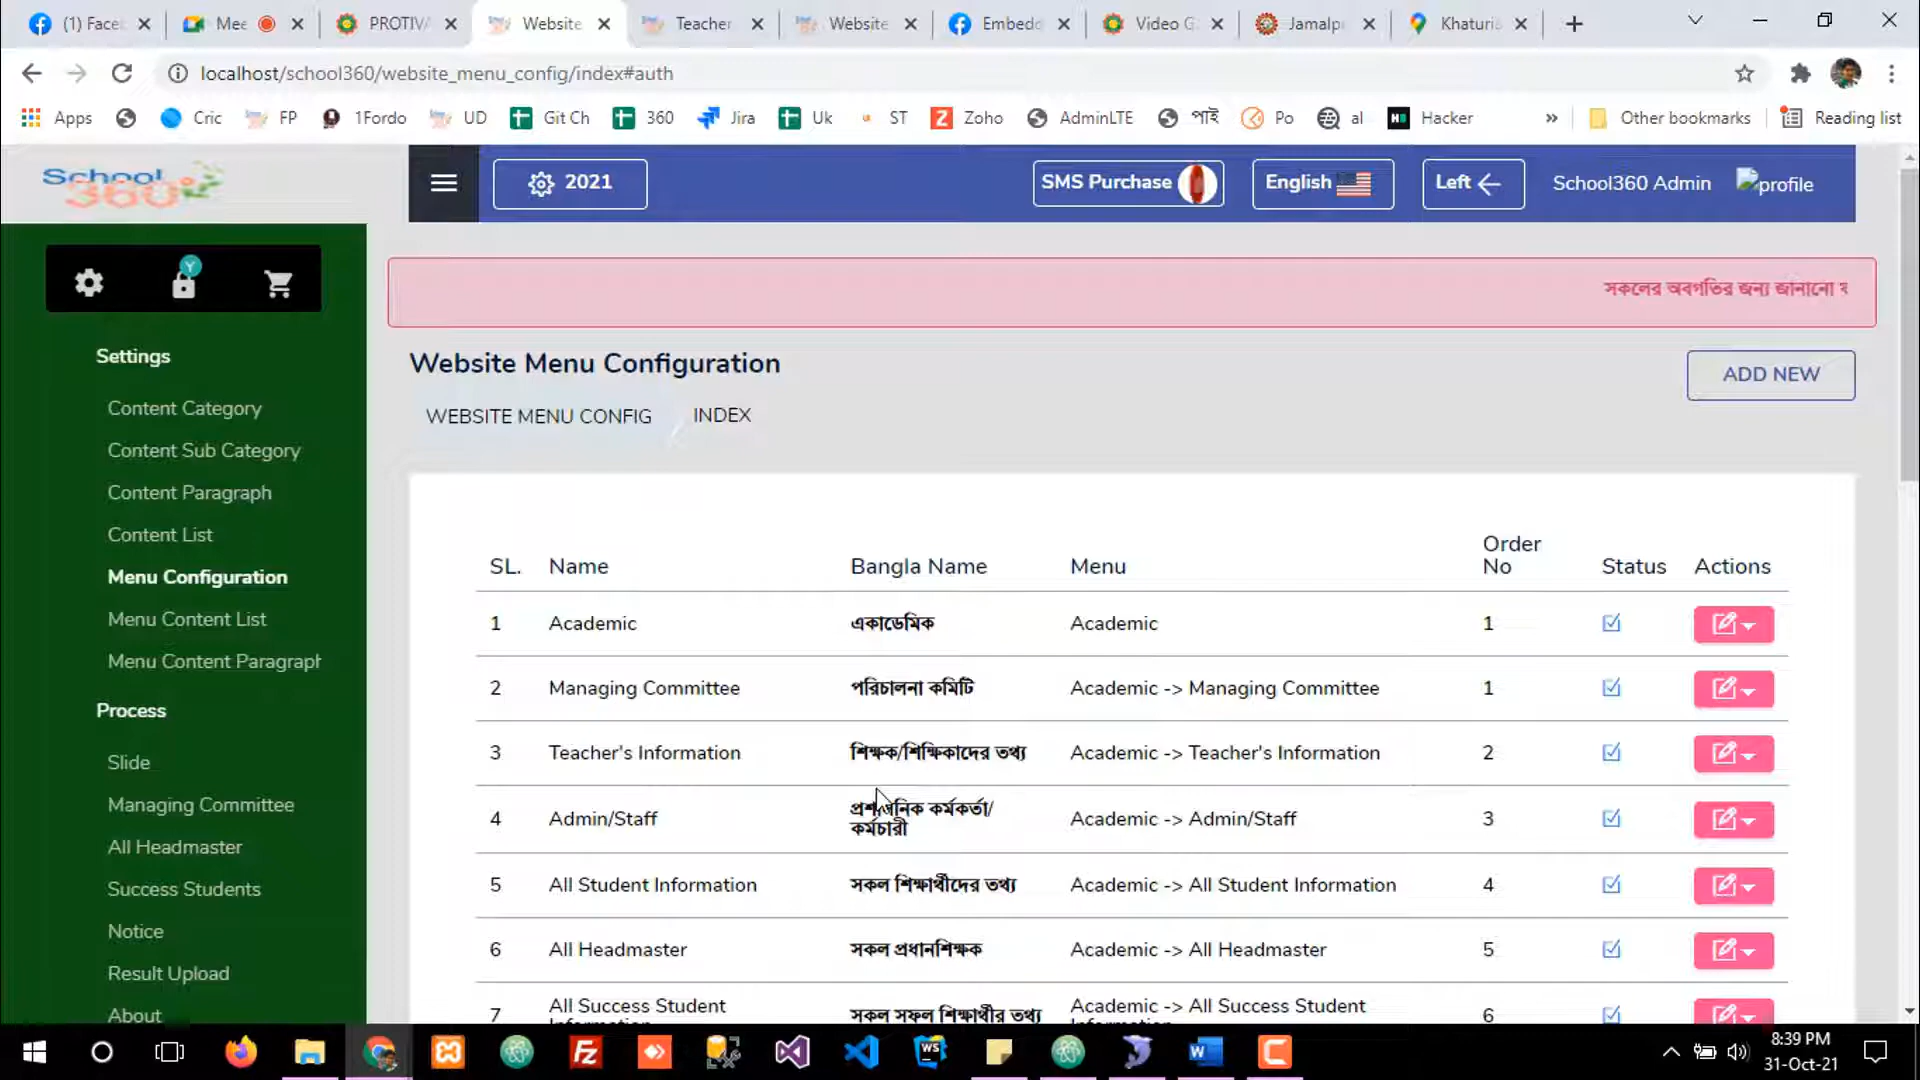 (1) Face
Mee
PROTIV
Website
Teacher
Website
Embedd
Video G
Jamalp
Khaturia
localhost/school360/website_menu_config/index#auth
Apps
Cric
FP
1Fordo
UD
Git Ch
360
Jira
Uk
ST
Zoho
AdminLTE
পাই
Po
al
Hacker
»
Other bookmarks
Reading list
School
360
2021
SMS Purchase
English
Left
School360 Admin
profile
সকলের অবগতির জন্য জানানো
Y
Settings
Content Category
Content Sub Category
Content Paragraph
Content List
Menu Configuration
Menu Content List
Menu Content Paragraph
Process
Slide
Managing Committee
All Headmaster
Success Students
Notice
Result Upload
About
Website Menu Configuration
ADD NEW
WEBSITE MENU CONFIG
INDEX
SL. Name Bangla Name Menu Order No Status Actions
1 Academic একাডেমিক Academic 1
2 Managing Committee পরিচালনা কমিটি Academic -> Managing Committee 1
3 Teacher's Information শিক্ষক/শিক্ষিকাদের তথ্য Academic -> Teacher's Information 2
4 Admin/Staff প্রশাসনিক কর্মকর্তা/ কর্মচারী Academic -> Admin/Staff 3
5 All Student Information সকল শিক্ষার্থীদের তথ্য Academic -> All Student Information 4
6 All Headmaster সকল প্রধানশিক্ষক Academic -> All Headmaster 5
7 All Success Student Information সকল সফল শিক্ষার্থীর তথ্য Academic -> All Success Student Information 6
8:39 PM
31-Oct-21